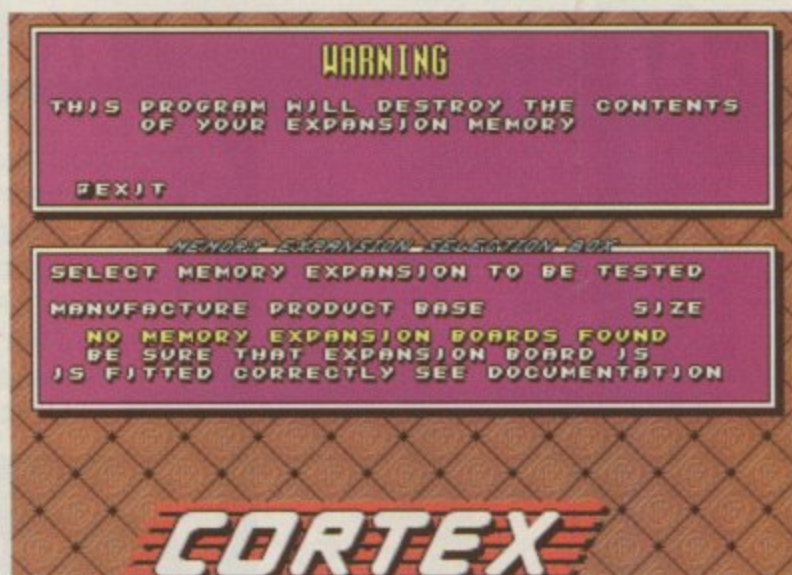 WARNING
THIS PROGRAM WILL DESTROY THE CONTENTS
OF YOUR EXPANSION MEMORY
EXIT
MEMORY EXPANSION SELECTION BOX
SELECT MEMORY EXPANSION TO BE TESTED
MANUFACTURE PRODUCT BASE SIZE
NO MEMORY EXPANSION BOARDS FOUND
BE SURE THAT EXPANSION BOARD IS
IS FITTED CORRECTLY SEE DOCUMENTATION
CORTEX